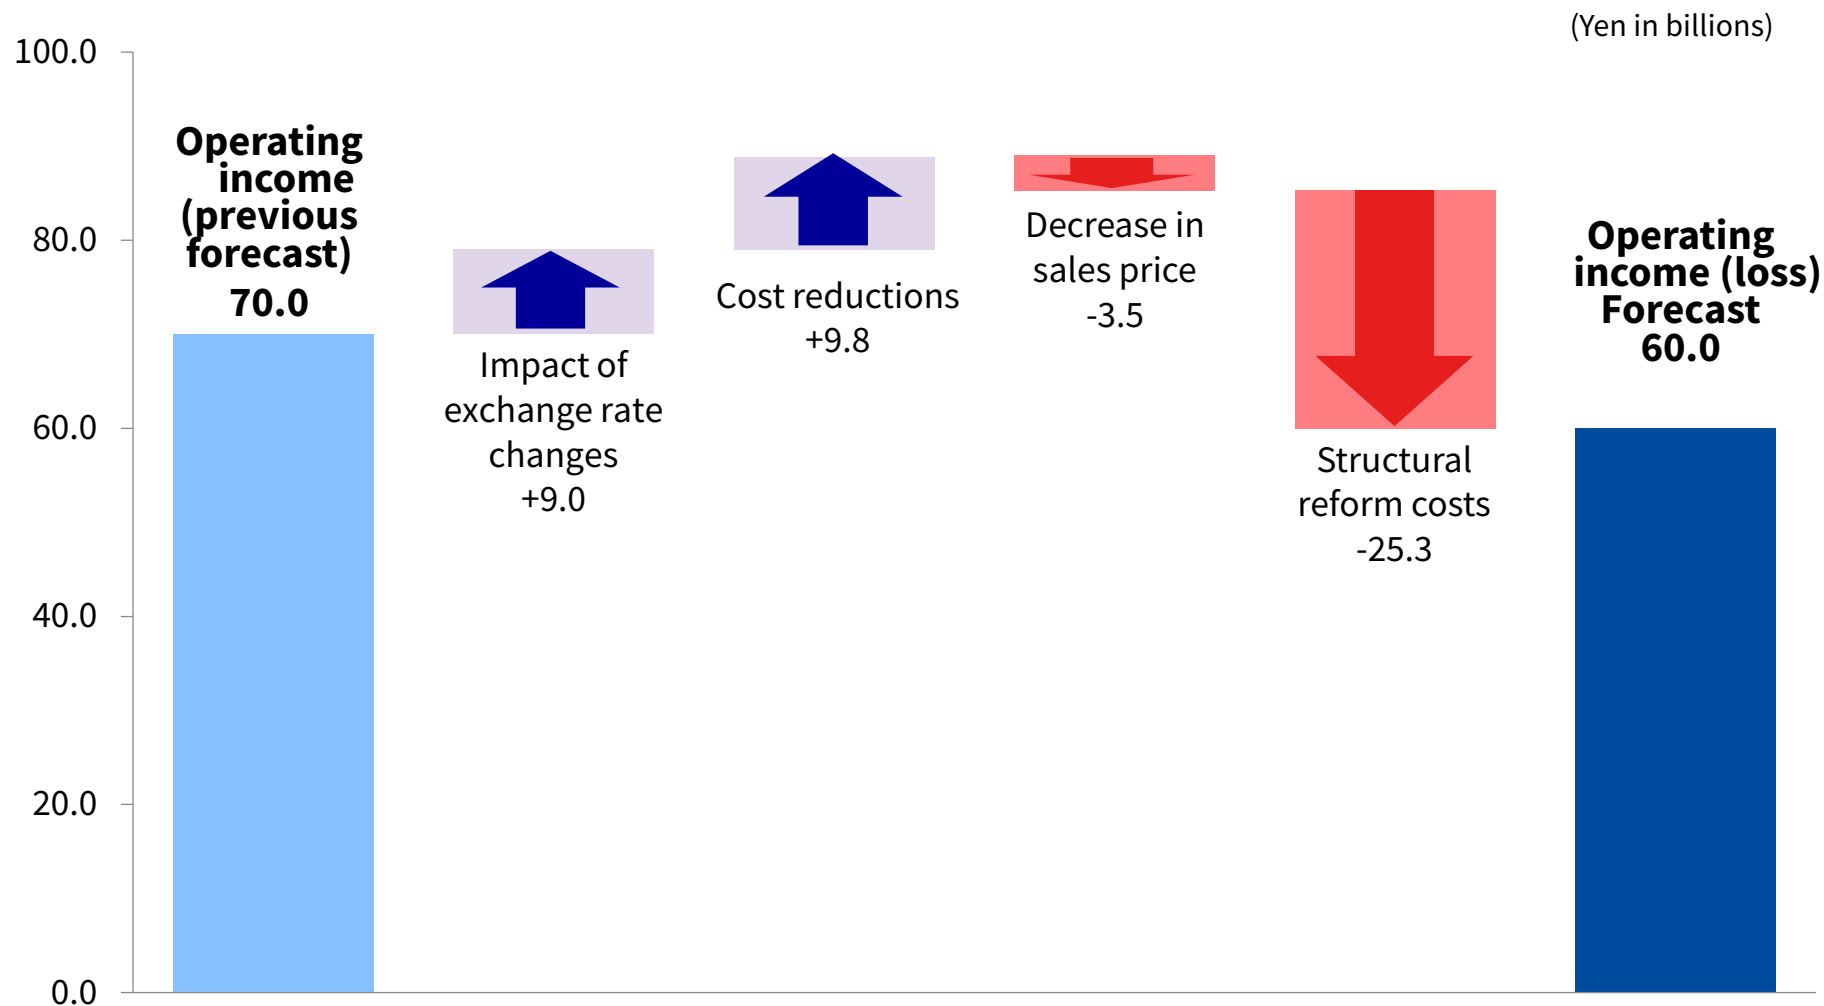 (Yen in billions)
100.0
80.0
60.0
40.0
20.0
0.0
Operating
income
(previous
forecast)
70.0
Impact of
exchange rate
changes
+9.0
Cost reductions
+9.8
Decrease in
sales price
-3.5
Structural
reform costs
-25.3
Operating
income (loss)
Forecast
60.0